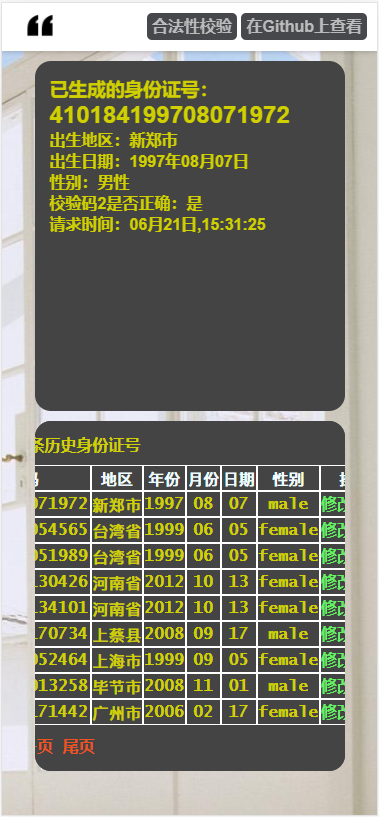 合法性校验 在Github上查看
已生成的身份证号：
410184199708071972
出生地区：新郑市
出生日期：1997年08月07日
性别：男性
校验码2是否正确：是
请求时间：06月21日,15:31:25
条历史身份证号
地区 年份 月份 日期 性别
071972 新郑市 1997 08 07 male 修改
054565 台湾省 1999 06 05 female 修改
051989 台湾省 1999 06 05 female 修改
130426 河南省 2012 10 13 female 修改
134101 河南省 2012 10 13 female 修改
170734 上蔡县 2008 09 17 male 修改
052464 上海市 1999 09 05 female 修改
013258 毕节市 2008 11 01 male 修改
171442 广州市 2006 02 17 female 修改
页 尾页